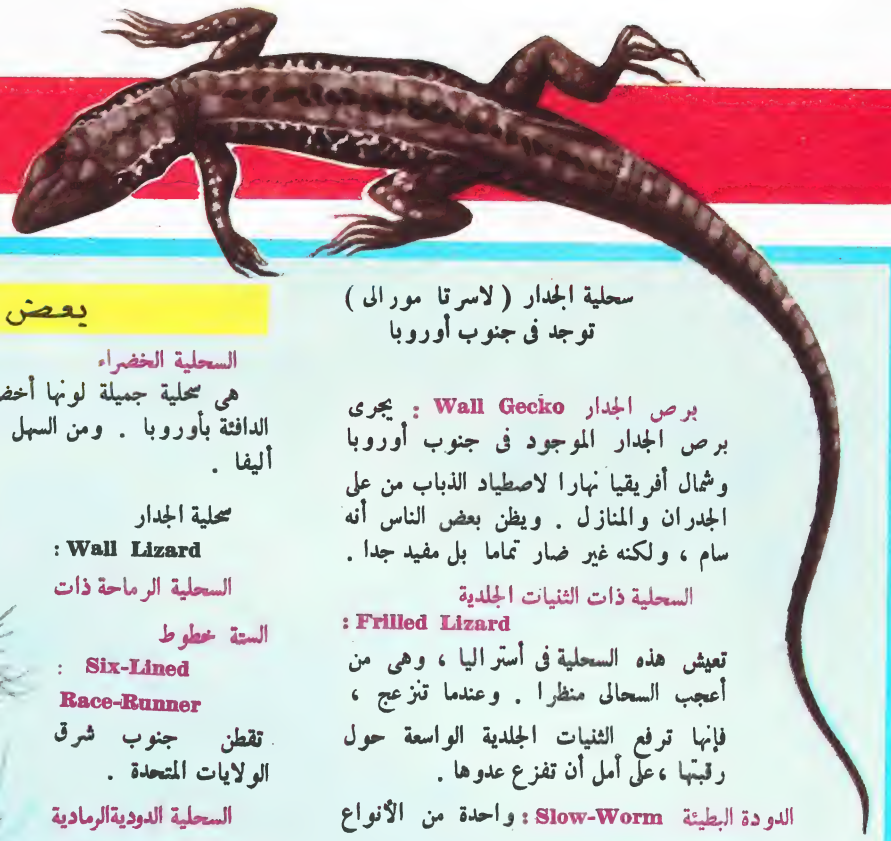 سحلية الجدار ( لاسرتا مورالى )
توجد فى جنوب أوروبا
برص الجدار Wall Gecko : يجرى
برص الجدار الموجود فى جنوب أوروبا
وشمال أفريقيا نهارا لاصطياد الذباب من على
الجدران والمنازل . ويظن بعض الناس أنه
سام ، ولكنه غير ضار تماما بل مفيد جدا .
السحلية ذات الثنيات الجلدية
Frilled Lizard :
تعيش هذه السحلية فى أستراليا ، وهى من
أعجب السحالى منظرا . وعندما تنزعج ،
فإنها ترفع الثنيات الجلدية الواسعة حول
رقبتها ، على أمل أن تفزع عدوها .
الدودة البطيئة Slow-Worm : واحدة من الأنواع
بعض
السحلية الخضراء
هى سحلية جميلة لونها أخضر
الدافئة بأوروبا . ومن السهل
أليفا .
سحلية الجدار
Wall Lizard :
السحلية الرماحة ذات
الستة خطوط
Six-Lined :
Race-Runner
تقطن جنوب شرق
الولايات المتحدة .
السحلية الدودية الرمادية